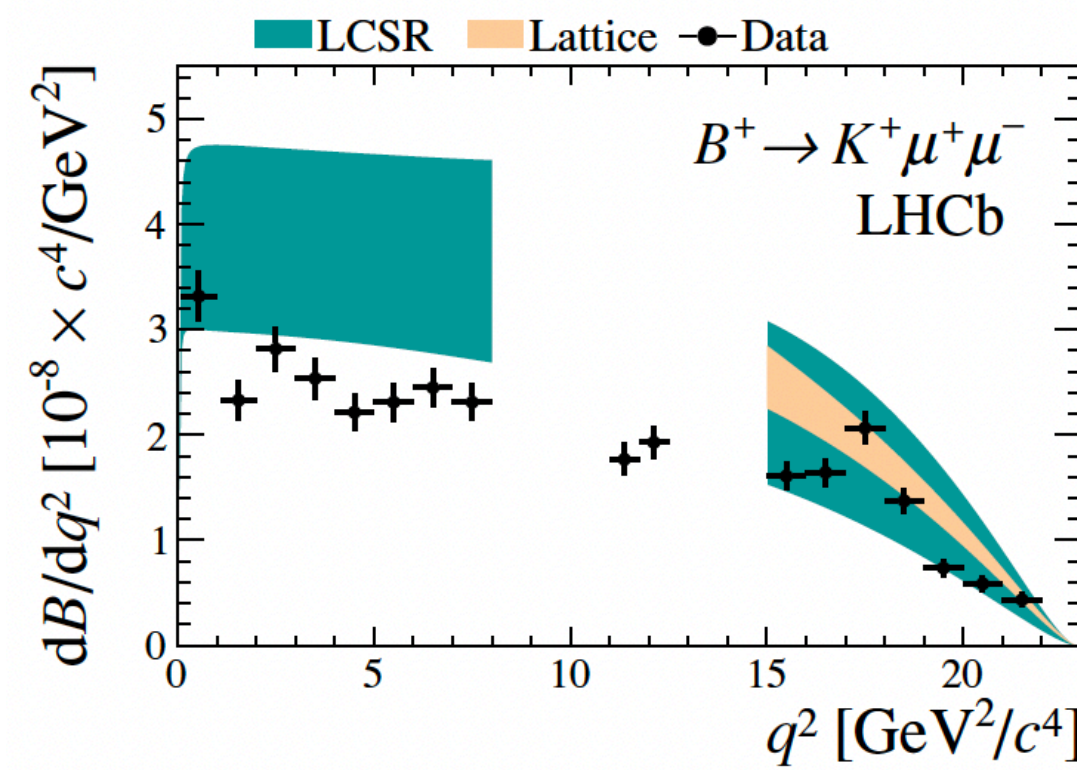 LCSR Lattice Data
B⁺ → K⁺μ⁺μ⁻
LHCb
dB/dq² [10⁻⁸ × c⁴/GeV²]
5
4
3
2
1
0
0 5 10 15 20
q² [GeV²/c⁴]